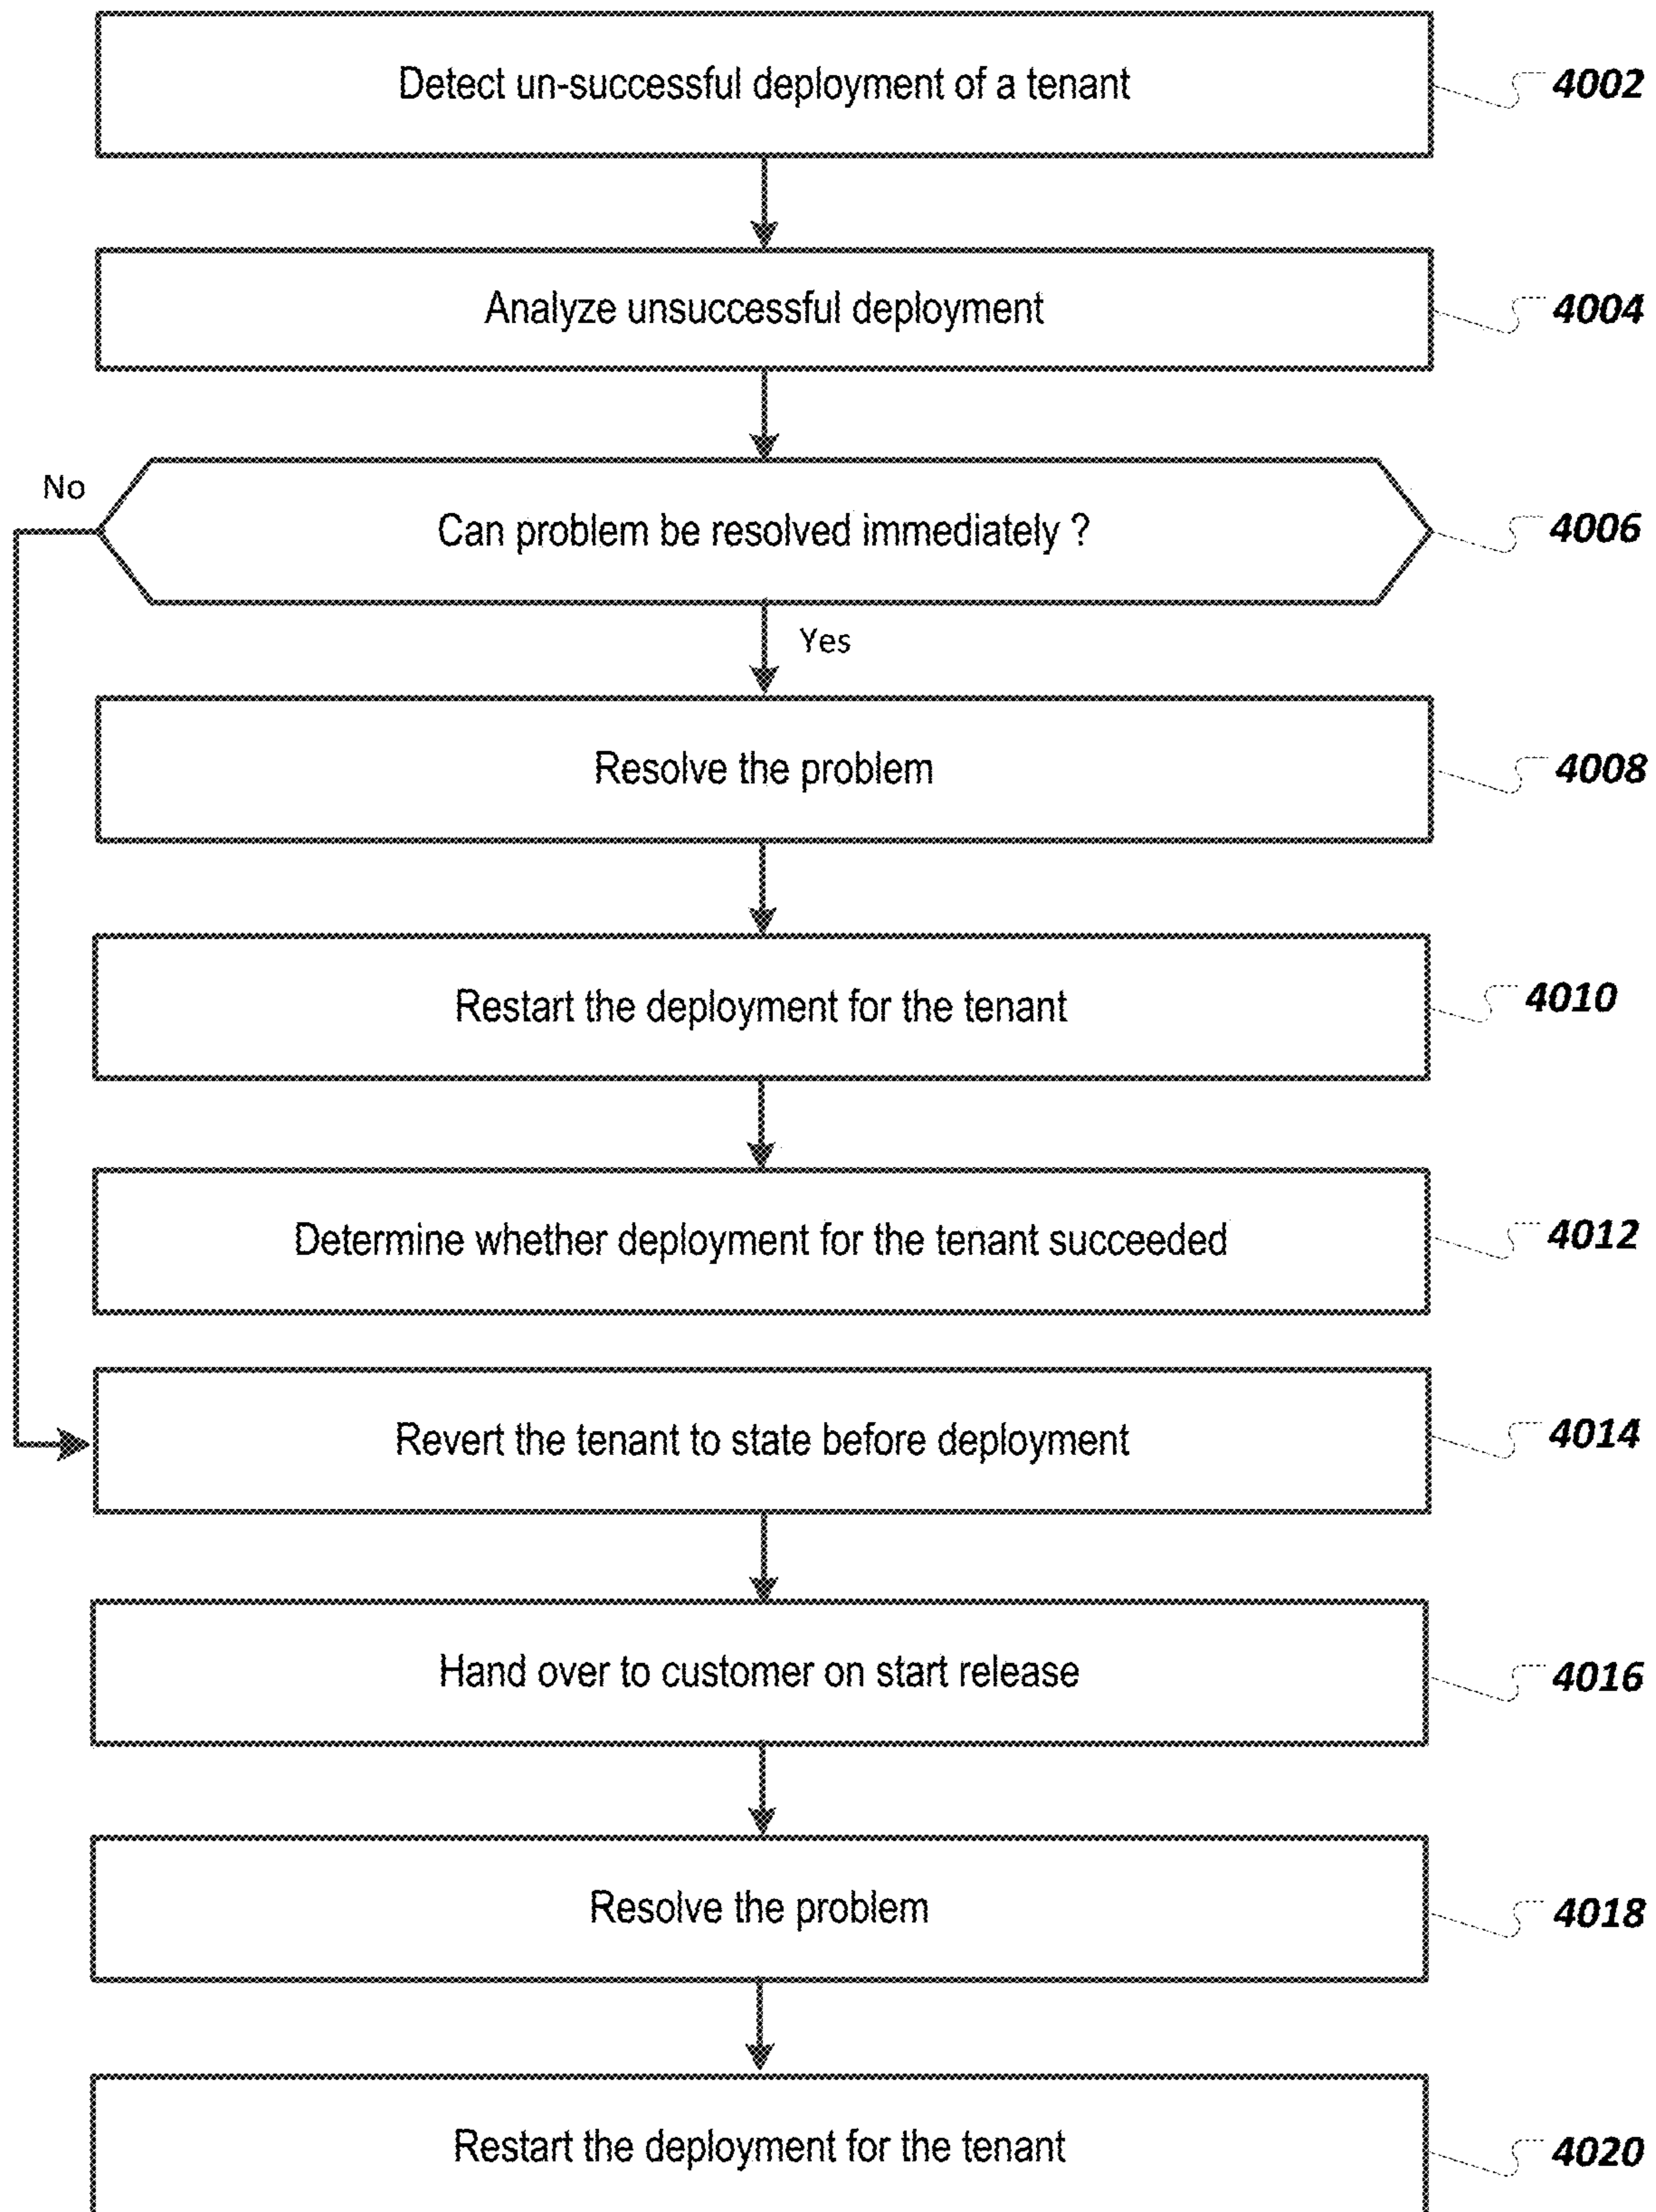 Detect un-successful deployment of a tenant
4002
Analyze unsuccessful deployment
4004
No
Can problem be resolved immediately ?
4006
Yes
Resolve the problem
4008
Restart the deployment for the tenant
4010
Determine whether deployment for the tenant succeeded
4012
Revert the tenant to state before deployment
4014
Hand over to customer on start release
4016
Resolve the problem
4018
Restart the deployment for the tenant
4020